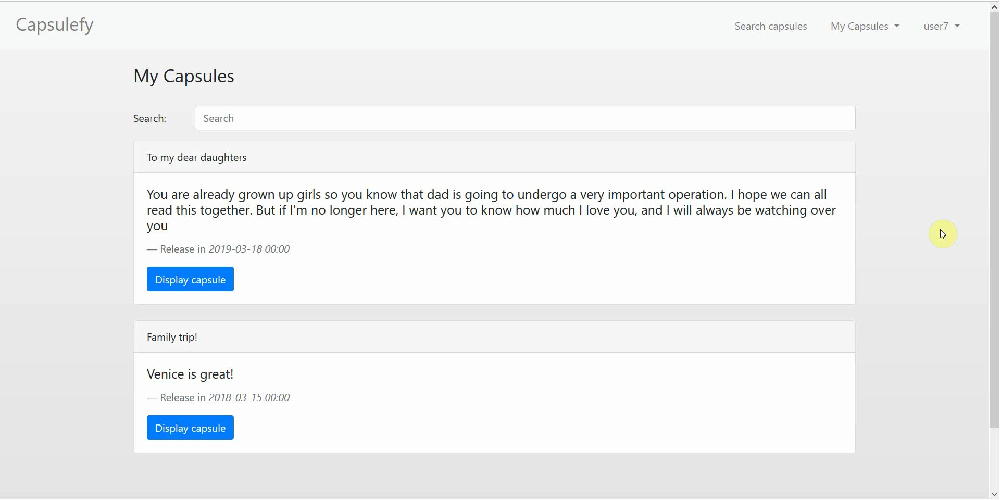 Capsulefy
Search capsules
My Capsules
user7
My Capsules
Search:
Search
To my dear daughters
You are already grown up girls so you know that dad is going to undergo a very important operation. I hope we can all
read this together. But if I'm no longer here, I want you to know how much I love you, and I will always be watching over
you
— Release in 2019-03-18 00:00
Display capsule
Family trip!
Venice is great!
— Release in 2018-03-15 00:00
Display capsule